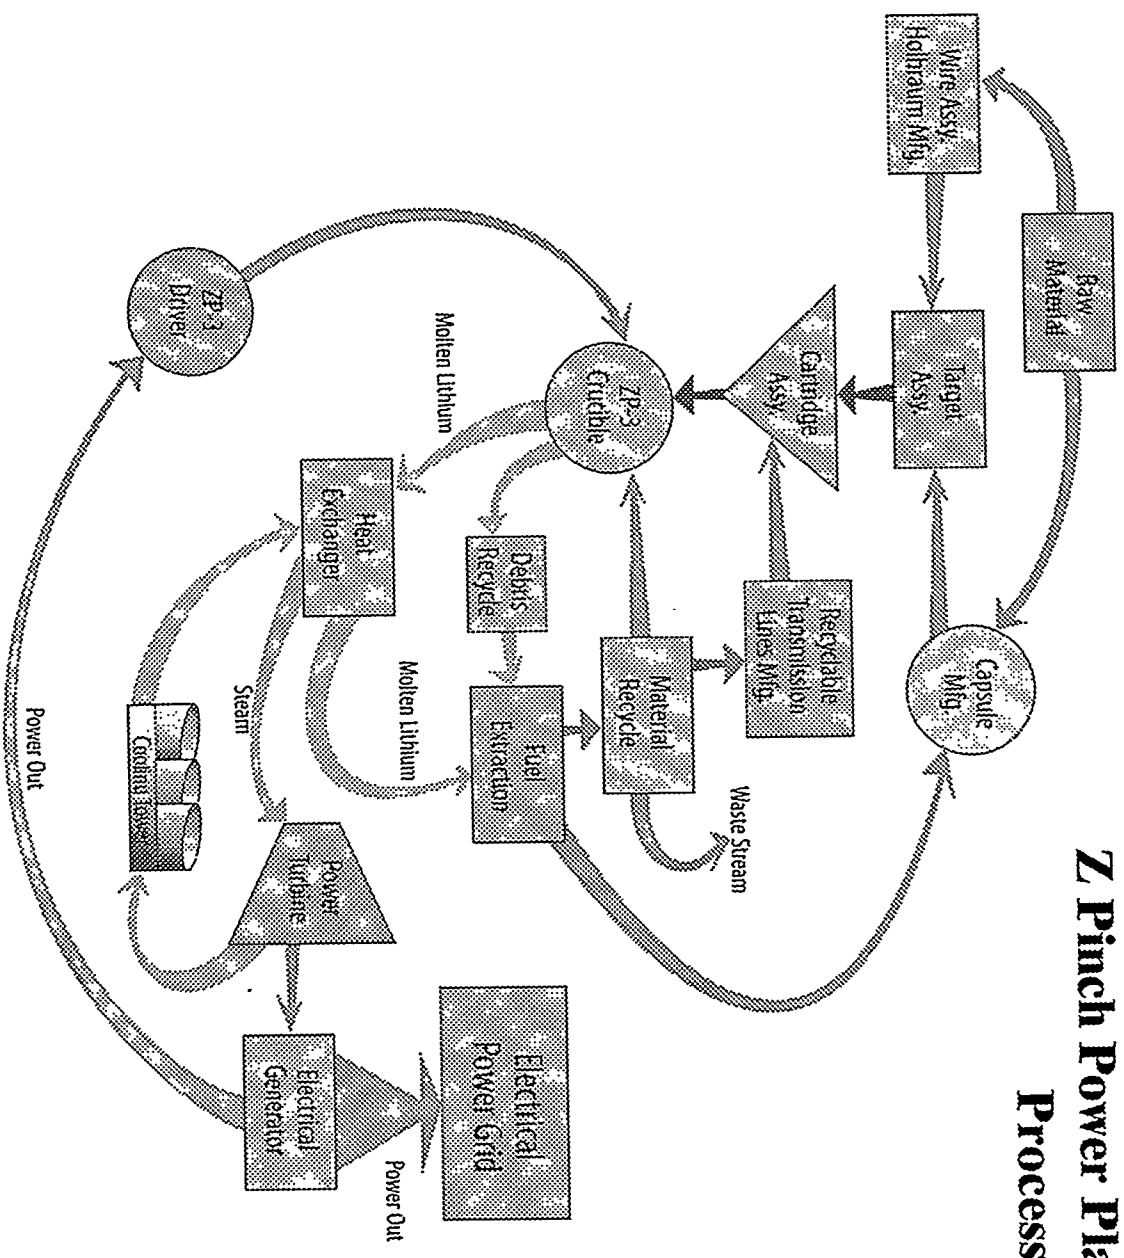 Z Pinch Power Pla
Process
Raw
Material
Wire Assy,
Holhraum Mfg.
Target
Assy.
Capsule
Mfg
Cartridge
Assy.
Recyclable
Transmission
Lines Mfg.
ZP-3
Crucible
Material
Recycle
Waste Stream
Debris
Recycle
Fuel
Extraction
Molten Lithium
Molten Lithium
Heat
Exchanger
Steam
ZP-3
Driver
Cooling Tower
Power
Turbine
Electrical
Power Grid
Power Out
Electrical
Generator
Power Out